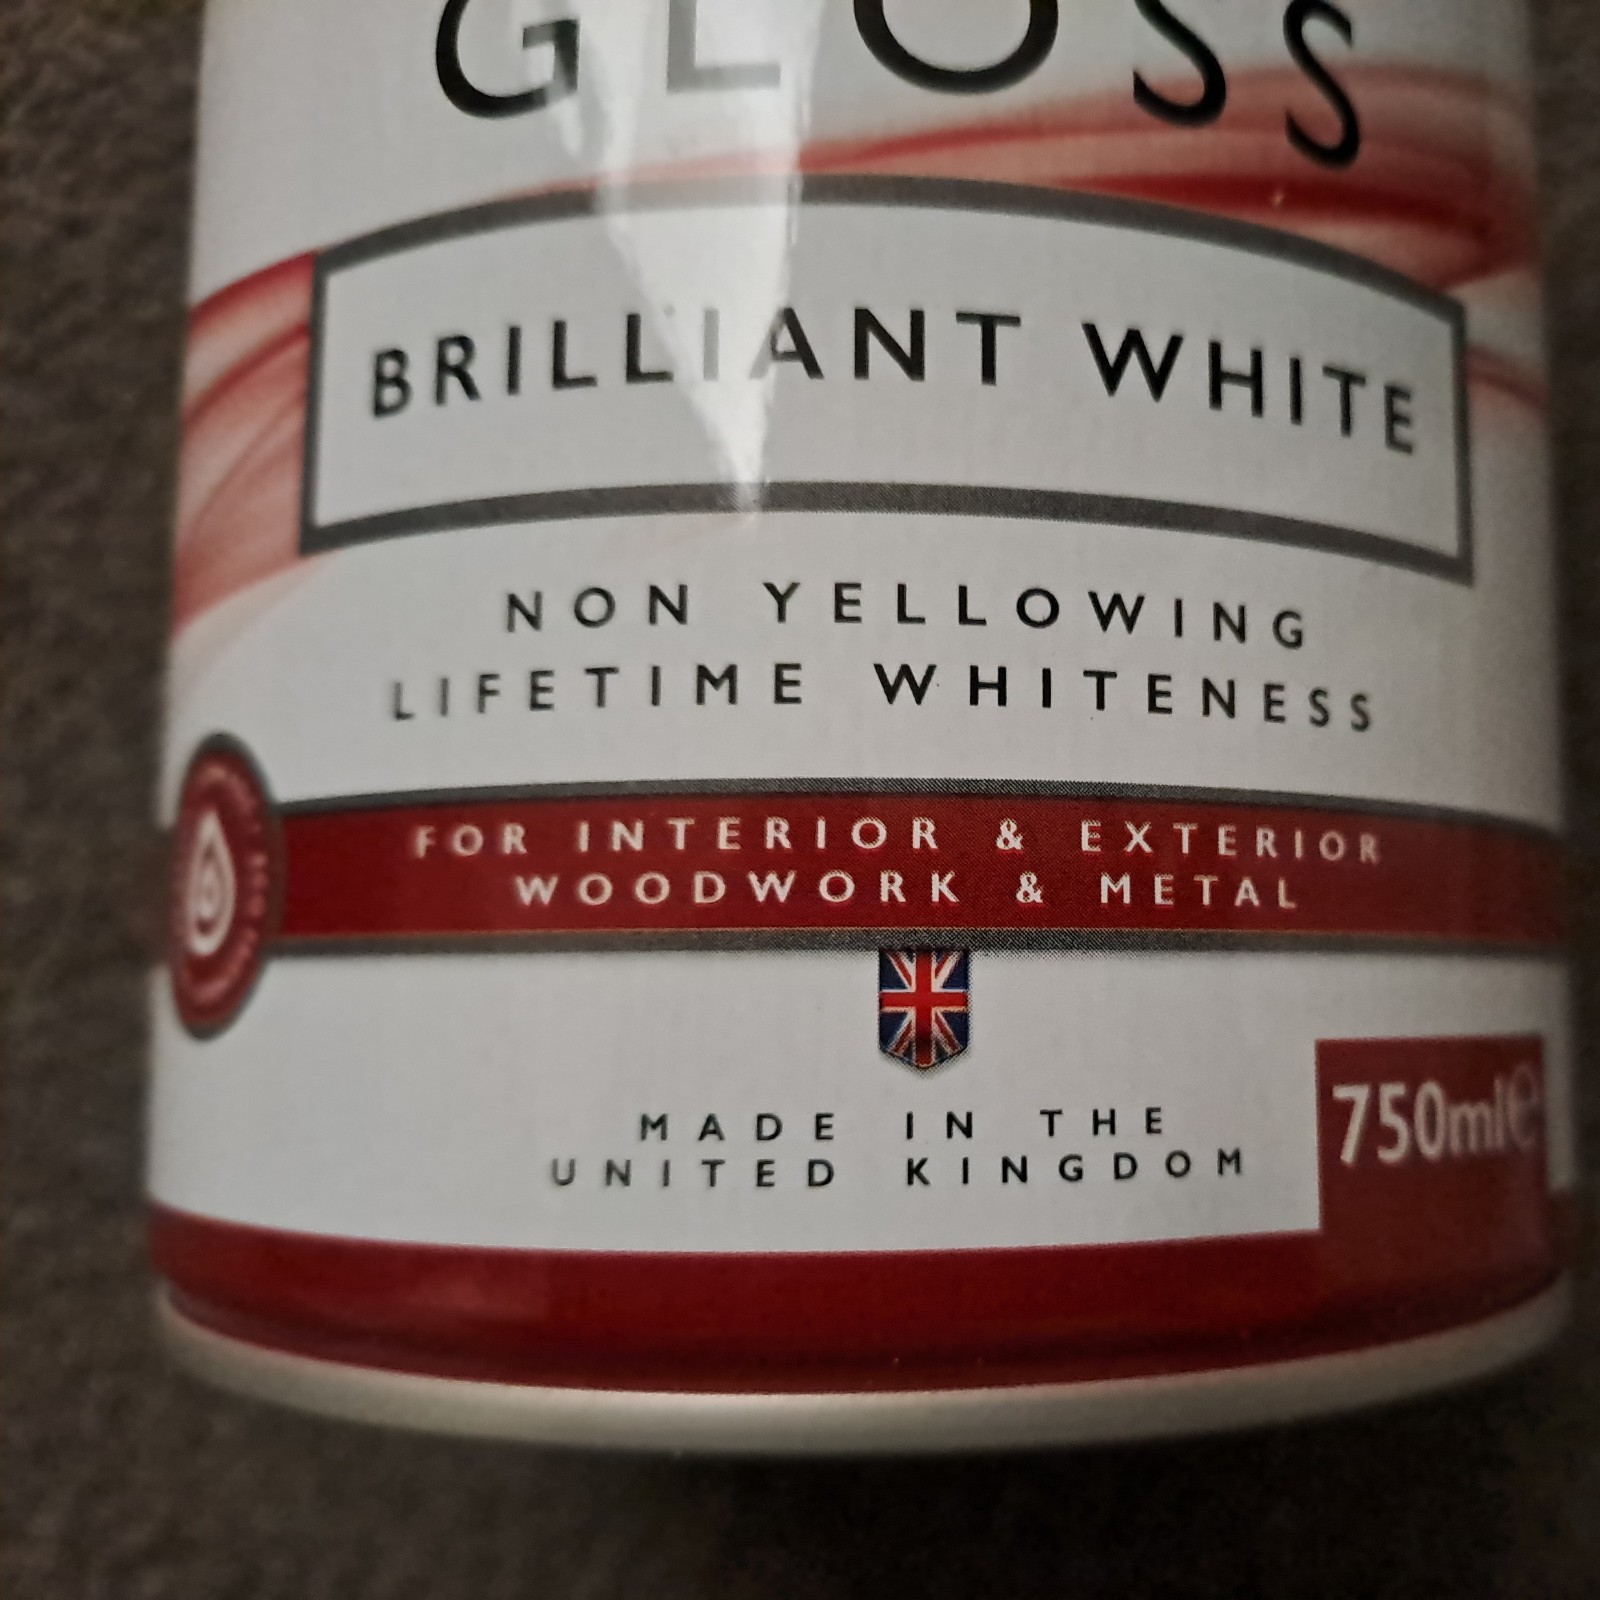 GLOSS
BRILLIANT WHITE
NON YELLOWING
LIFETIME WHITENESS
FOR INTERIOR & EXTERIOR
WOODWORK & METAL
MADE IN THE
UNITED KINGDOM
750ml℮